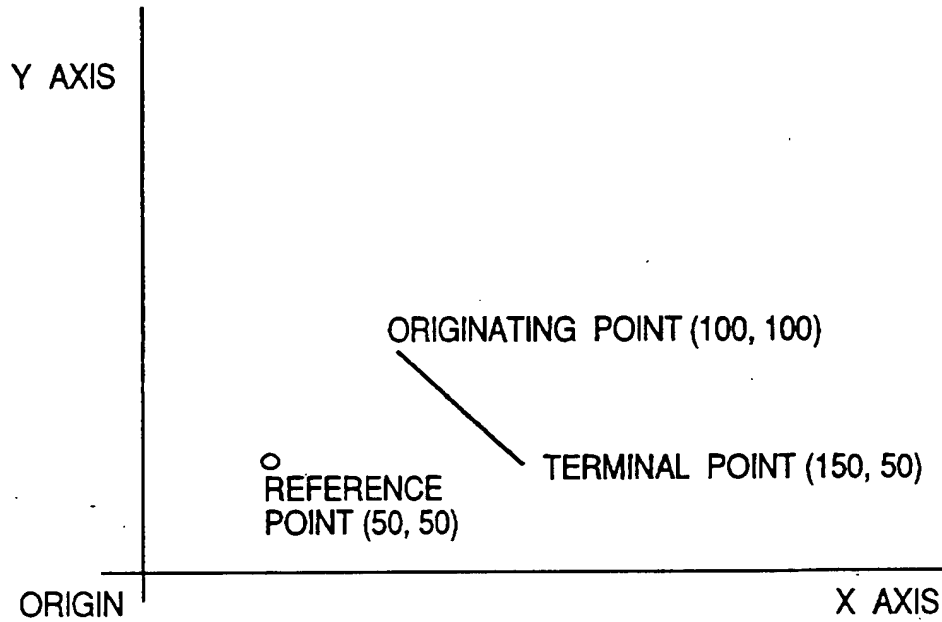 Y AXIS
ORIGINATING POINT (100, 100)
TERMINAL POINT (150, 50)
REFERENCE
POINT (50, 50)
ORIGIN
X AXIS